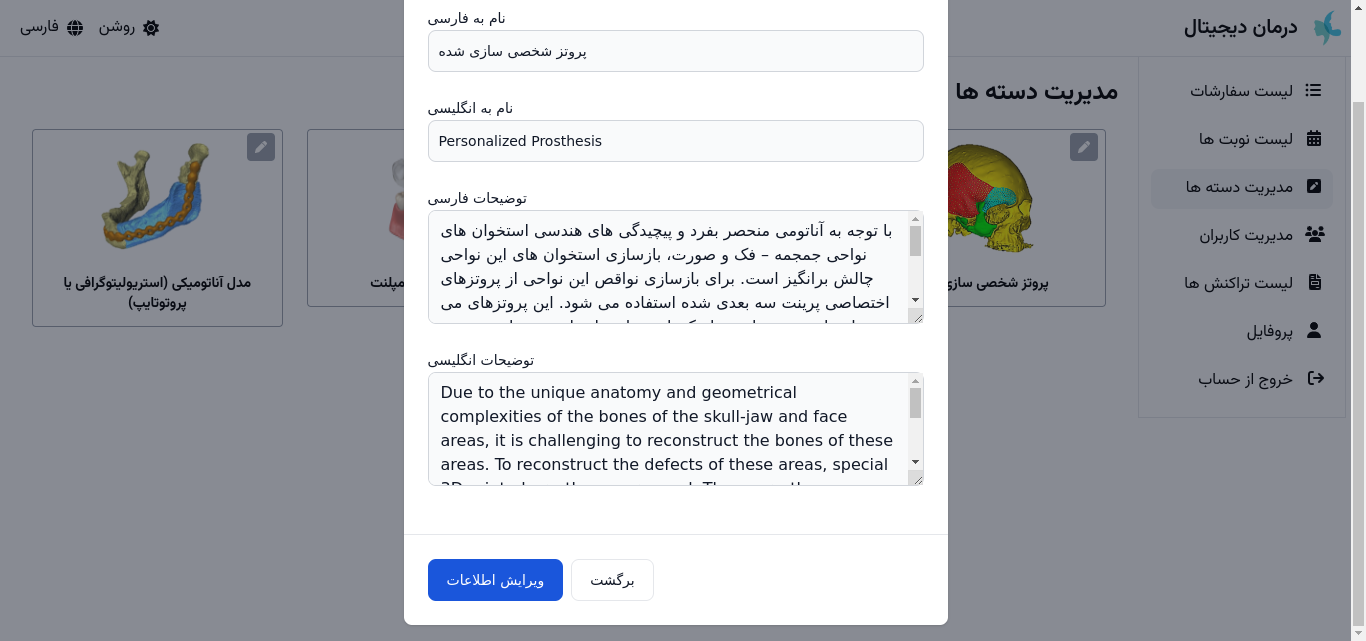 درمان دیجیتال
روشن
فارسی
لیست سفارشات
لیست نوبت ها
مدیریت دسته ها
مدیریت کاربران
لیست تراکنش ها
پروفایل
خروج از حساب
مدیریت دسته ها
پروتز شخصی
مدل آناتومیکی (استریولیتوگرافی یا
پروتوتایپ)
نام به فارسی
پروتز شخصی سازی شده
نام به انگلیسی
Personalized Prosthesis
توضیحات فارسی
با توجه به آناتومی منحصر بفرد و پیچیدگی های هندسی استخوان های
نواحی جمجمه – فک و صورت، بازسازی استخوان های این نواحی
چالش برانگیز است. برای بازسازی نواقص این نواحی از پروتزهای
اختصاصی پرینت سه بعدی شده استفاده می شود. این پروتزهای می
توضیحات انگلیسی
Due to the unique anatomy and geometrical
complexities of the bones of the skull-jaw and face
areas, it is challenging to reconstruct the bones of these
areas. To reconstruct the defects of these areas, special
ویرایش اطلاعات
برگشت